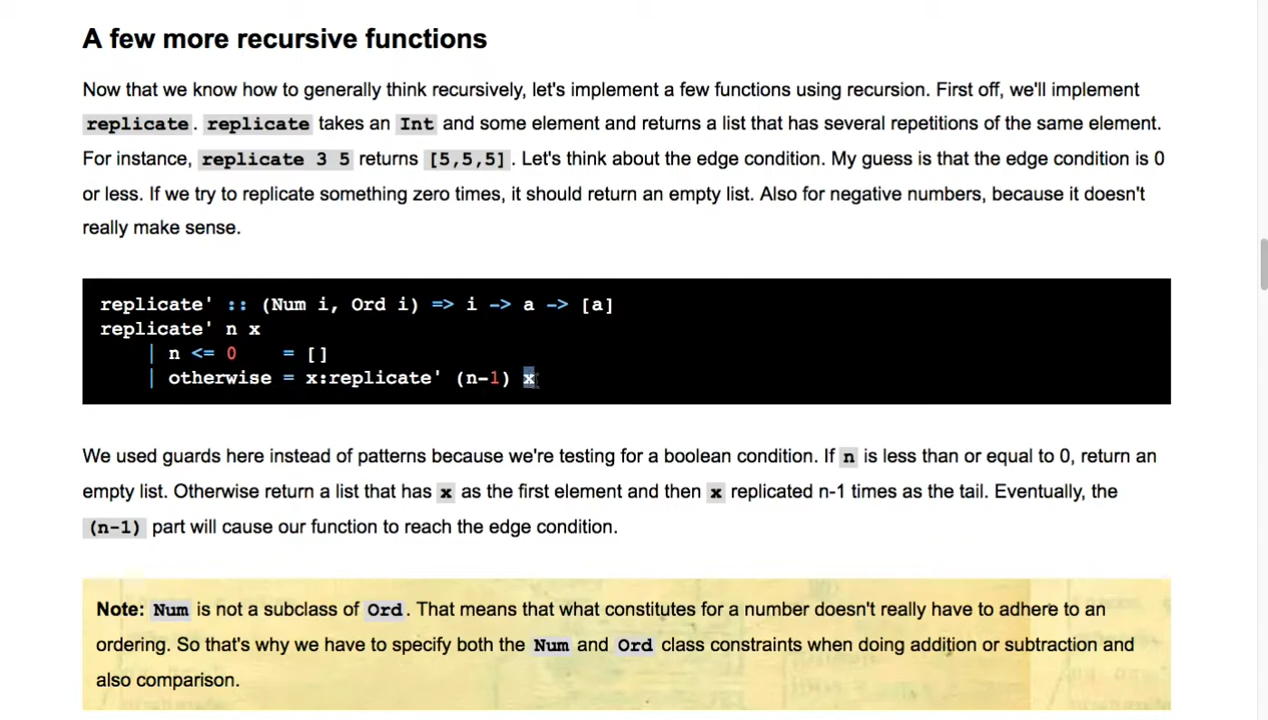 A few more recursive functions
Now that we know how to generally think recursively, let's implement a few functions using recursion. First off, we'll implement
replicate. replicate takes an Int and some element and returns a list that has several repetitions of the same element.
For instance, replicate 3 5 returns [5,5,5]. Let's think about the edge condition. My guess is that the edge condition is 0
or less. If we try to replicate something zero times, it should return an empty list. Also for negative numbers, because it doesn't
really make sense.
replicate' :: (Num i, Ord i) => i -> a -> [a]
replicate' n x
    | n <= 0    = []
    | otherwise = x:replicate' (n-1) x
We used guards here instead of patterns because we're testing for a boolean condition. If n is less than or equal to 0, return an
empty list. Otherwise return a list that has x as the first element and then x replicated n-1 times as the tail. Eventually, the
(n-1) part will cause our function to reach the edge condition.
Note: Num is not a subclass of Ord. That means that what constitutes for a number doesn't really have to adhere to an
ordering. So that's why we have to specify both the Num and Ord class constraints when doing addition or subtraction and
also comparison.